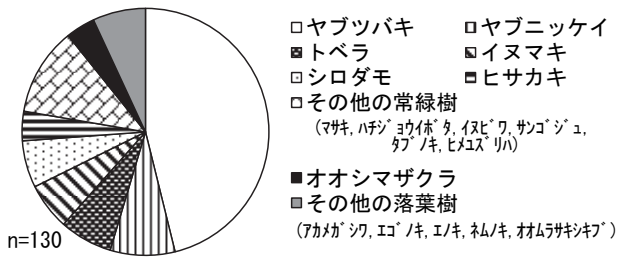 □ヤブツバキ ヤブニッケイ
トベラ イヌマキ
シロダモ ヒサカキ
その他の常緑樹
(ﾏｻｷ, ﾊﾁｼﾞｮｳｲﾎﾞﾀ, ｲﾇﾋﾞﾜ, ｻﾝｺﾞｼﾞｭ,
ﾀﾌﾞﾉｷ, ﾋﾒﾕｽﾞﾘﾊ)
■オオシマザクラ
その他の落葉樹
(ｱｶﾒｶﾞｼﾜ, ｴｺﾞﾉｷ, ｴﾉｷ, ﾈﾑﾉｷ, ｵｵﾑﾗｻｷｼｷﾌﾞ)
n=130